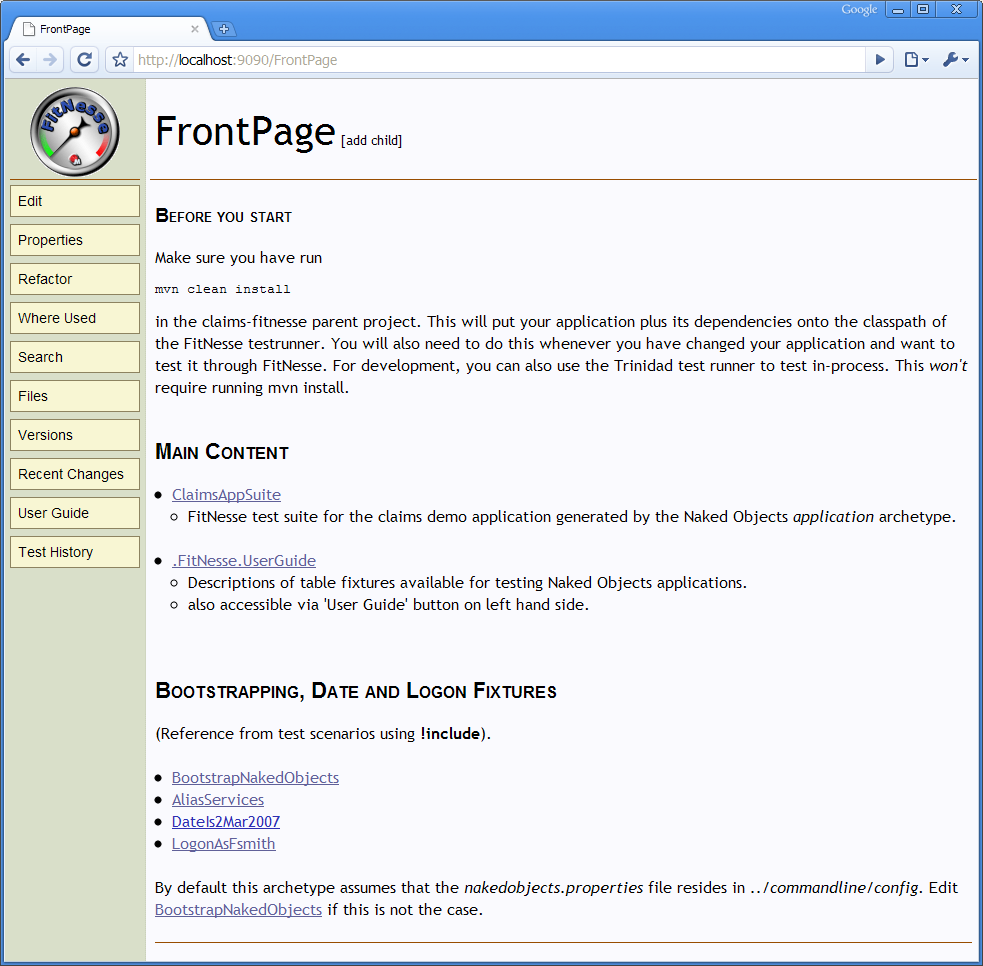 Google
FrontPage
http://localhost:9090/FrontPage
FitNesse
FrontPage [add child]
Edit
Properties
Refactor
Where Used
Search
Files
Versions
Recent Changes
User Guide
Test History
Before you start
Make sure you have run
mvn clean install
in the claims-fitnesse parent project. This will put your application plus its dependencies onto the classpath of
the FitNesse testrunner. You will also need to do this whenever you have changed your application and want to
test it through FitNesse. For development, you can also use the Trinidad test runner to test in-process. This won't
require running mvn install.
Main Content
ClaimsAppSuite
FitNesse test suite for the claims demo application generated by the Naked Objects application archetype.
.FitNesse.UserGuide
Descriptions of table fixtures available for testing Naked Objects applications.
also accessible via 'User Guide' button on left hand side.
Bootstrapping, Date and Logon Fixtures
(Reference from test scenarios using !include).
BootstrapNakedObjects
AliasServices
DateIs2Mar2007
LogonAsFsmith
By default this archetype assumes that the nakedobjects.properties file resides in ../commandline/config. Edit
BootstrapNakedObjects if this is not the case.